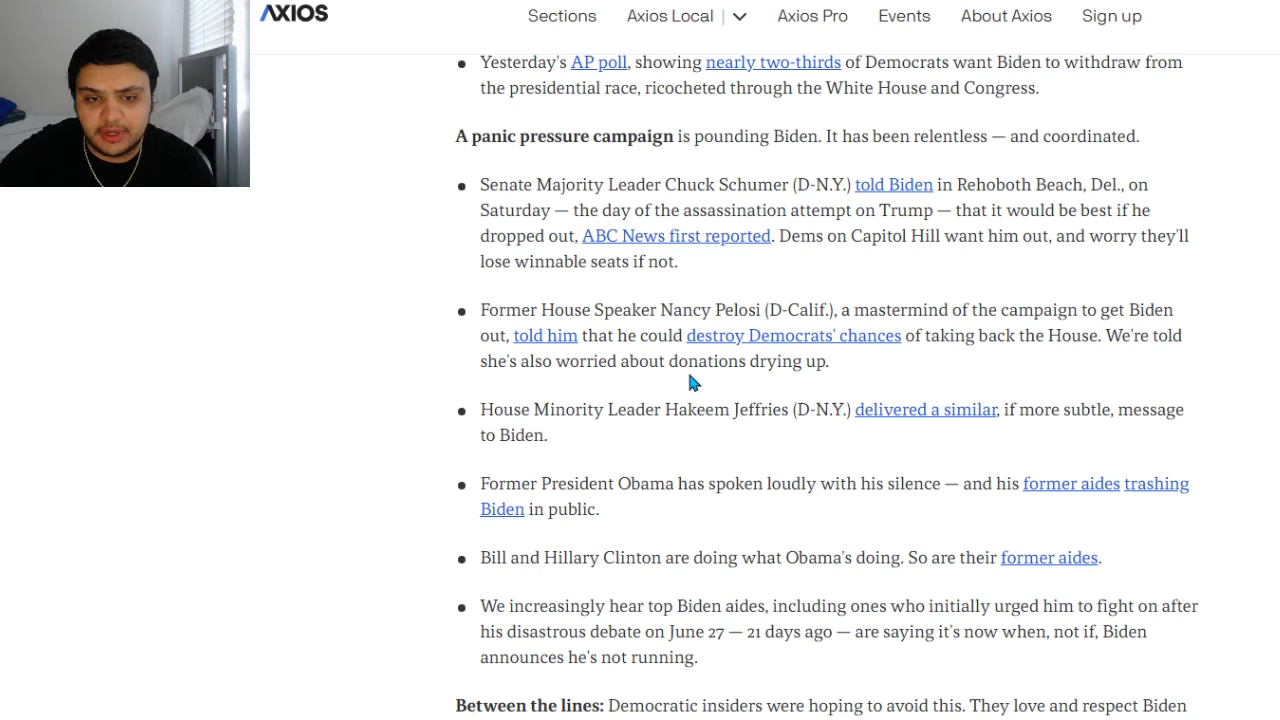 AXIOS
Sections Axios Local | Axios Pro Events About Axios Sign up
Yesterday's AP poll, showing nearly two-thirds of Democrats want Biden to withdraw from
the presidential race, ricocheted through the White House and Congress.
A panic pressure campaign is pounding Biden. It has been relentless — and coordinated.
Senate Majority Leader Chuck Schumer (D-N.Y.) told Biden in Rehoboth Beach, Del., on
Saturday — the day of the assassination attempt on Trump — that it would be best if he
dropped out, ABC News first reported. Dems on Capitol Hill want him out, and worry they'll
lose winnable seats if not.
Former House Speaker Nancy Pelosi (D-Calif.), a mastermind of the campaign to get Biden
out, told him that he could destroy Democrats' chances of taking back the House. We're told
she's also worried about donations drying up.
House Minority Leader Hakeem Jeffries (D-N.Y.) delivered a similar, if more subtle, message
to Biden.
Former President Obama has spoken loudly with his silence — and his former aides trashing
Biden in public.
Bill and Hillary Clinton are doing what Obama's doing. So are their former aides.
We increasingly hear top Biden aides, including ones who initially urged him to fight on after
his disastrous debate on June 27 — 21 days ago — are saying it's now when, not if, Biden
announces he's not running.
Between the lines: Democratic insiders were hoping to avoid this. They love and respect Biden